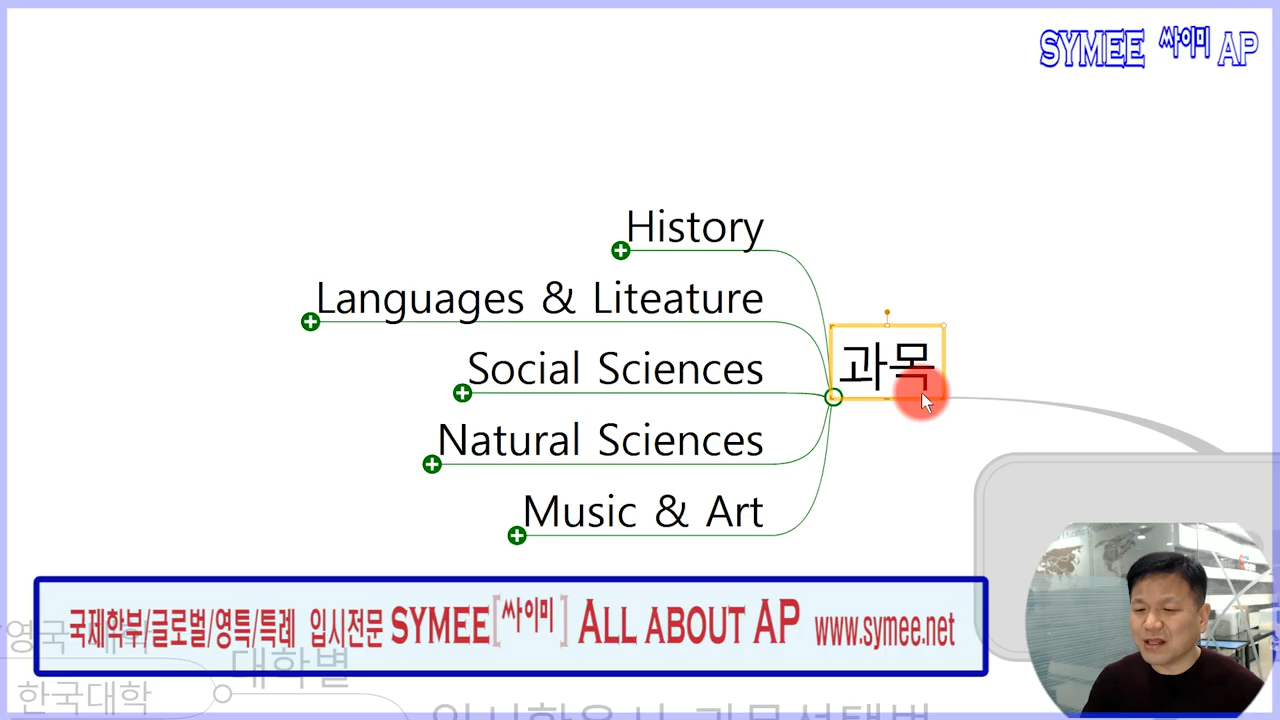 SYMEE 싸이미 AP
History
Languages & Liteature
Social Sciences
Natural Sciences
Music & Art
과목
국제학부/글로벌/영특/특례 입시전문 SYMEE[싸이미] ALL ABOUT AP www.symee.net
영국
대학별
한국대학